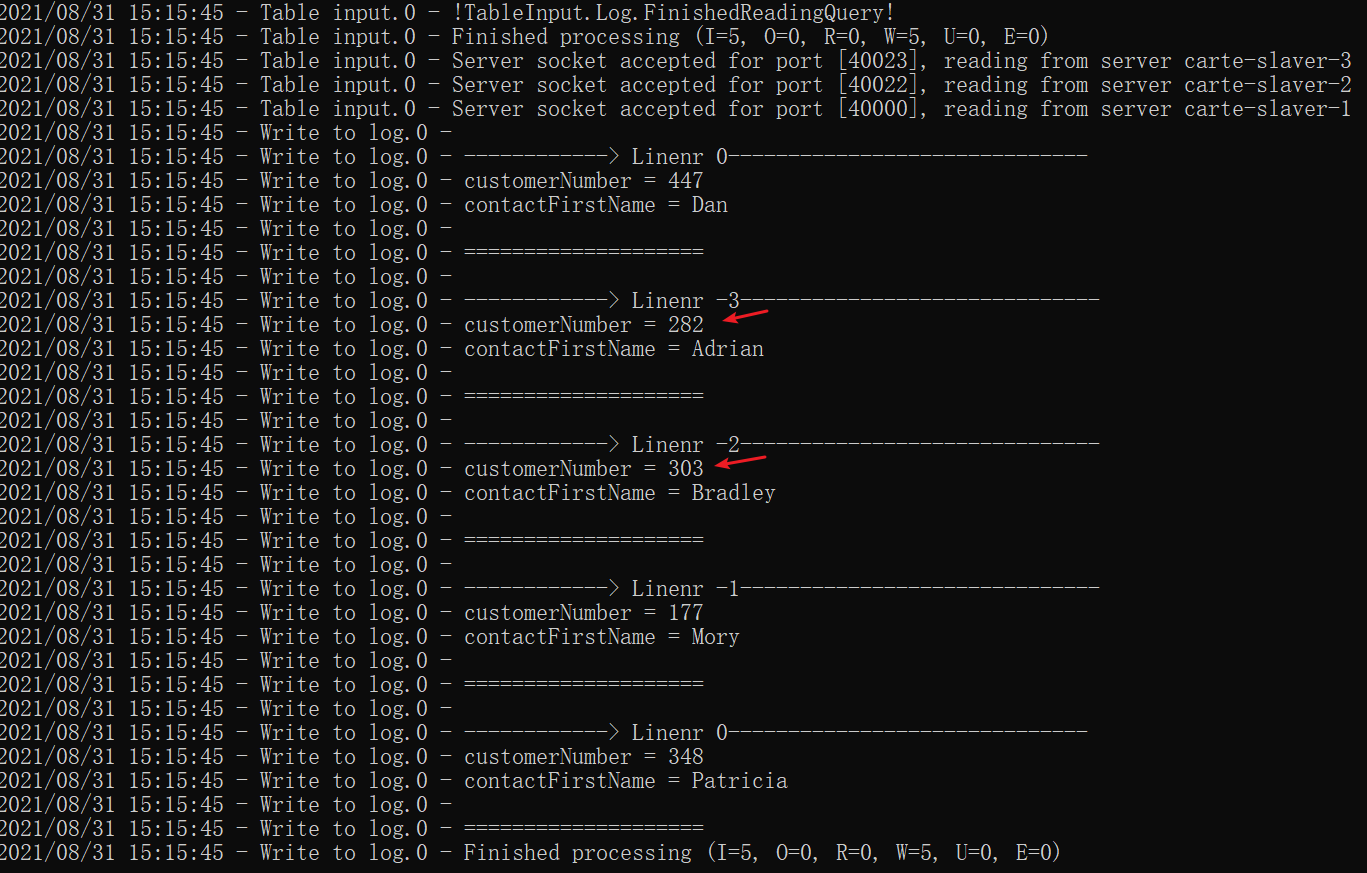 2021/08/31 15:15:45 - Table input.0 - !TableInput.Log.FinishedReadingQuery!
2021/08/31 15:15:45 - Table input.0 - Finished processing (I=5, O=0, R=0, W=5, U=0, E=0)
2021/08/31 15:15:45 - Table input.0 - Server socket accepted for port [40023], reading from server carte-slaver-3
2021/08/31 15:15:45 - Table input.0 - Server socket accepted for port [40022], reading from server carte-slaver-2
2021/08/31 15:15:45 - Table input.0 - Server socket accepted for port [40000], reading from server carte-slaver-1
2021/08/31 15:15:45 - Write to log.0 -
2021/08/31 15:15:45 - Write to log.0 - ------------> Linenr 0------------------------------
2021/08/31 15:15:45 - Write to log.0 - customerNumber = 447
2021/08/31 15:15:45 - Write to log.0 - contactFirstName = Dan
2021/08/31 15:15:45 - Write to log.0 -
2021/08/31 15:15:45 - Write to log.0 - ====================
2021/08/31 15:15:45 - Write to log.0 -
2021/08/31 15:15:45 - Write to log.0 - ------------> Linenr -3------------------------------
2021/08/31 15:15:45 - Write to log.0 - customerNumber = 282
2021/08/31 15:15:45 - Write to log.0 - contactFirstName = Adrian
2021/08/31 15:15:45 - Write to log.0 -
2021/08/31 15:15:45 - Write to log.0 - ====================
2021/08/31 15:15:45 - Write to log.0 -
2021/08/31 15:15:45 - Write to log.0 - ------------> Linenr -2------------------------------
2021/08/31 15:15:45 - Write to log.0 - customerNumber = 303
2021/08/31 15:15:45 - Write to log.0 - contactFirstName = Bradley
2021/08/31 15:15:45 - Write to log.0 -
2021/08/31 15:15:45 - Write to log.0 - ====================
2021/08/31 15:15:45 - Write to log.0 -
2021/08/31 15:15:45 - Write to log.0 - ------------> Linenr -1------------------------------
2021/08/31 15:15:45 - Write to log.0 - customerNumber = 177
2021/08/31 15:15:45 - Write to log.0 - contactFirstName = Mory
2021/08/31 15:15:45 - Write to log.0 -
2021/08/31 15:15:45 - Write to log.0 - ====================
2021/08/31 15:15:45 - Write to log.0 -
2021/08/31 15:15:45 - Write to log.0 - ------------> Linenr 0------------------------------
2021/08/31 15:15:45 - Write to log.0 - customerNumber = 348
2021/08/31 15:15:45 - Write to log.0 - contactFirstName = Patricia
2021/08/31 15:15:45 - Write to log.0 -
2021/08/31 15:15:45 - Write to log.0 - ====================
2021/08/31 15:15:45 - Write to log.0 - Finished processing (I=5, O=0, R=0, W=5, U=0, E=0)